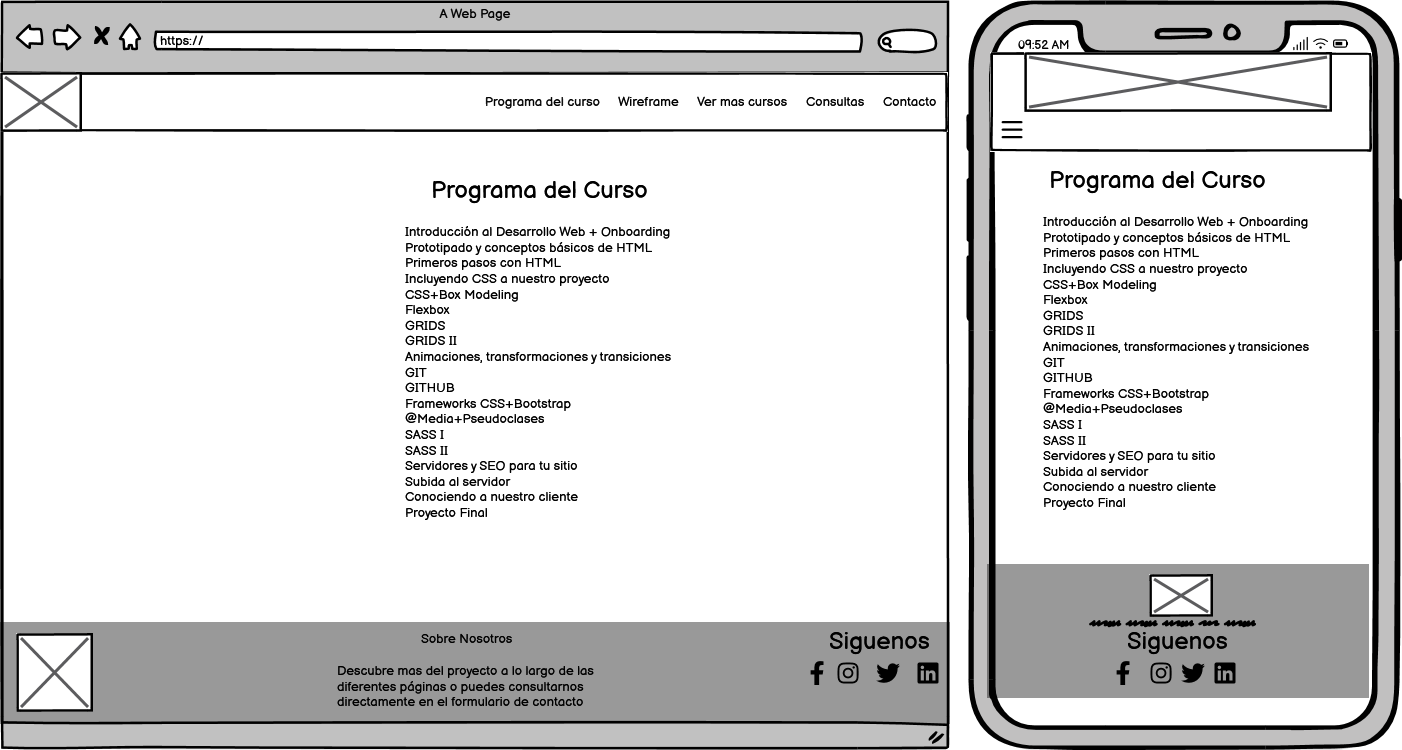 A Web Page
https://
Programa del curso Wireframe Ver mas cursos Consultas Contacto
Programa del Curso
Introducción al Desarrollo Web + Onboarding
Prototipado y conceptos básicos de HTML
Primeros pasos con HTML
Incluyendo CSS a nuestro proyecto
CSS+Box Modeling
Flexbox
GRIDS
GRIDS II
Animaciones, transformaciones y transiciones
GIT
GITHUB
Frameworks CSS+Bootstrap
@Media+Pseudoclases
SASS I
SASS II
Servidores y SEO para tu sitio
Subida al servidor
Conociendo a nuestro cliente
Proyecto Final
Sobre Nosotros
Descubre mas del proyecto a lo largo de las
diferentes páginas o puedes consultarnos
directamente en el formulario de contacto
Siguenos
09:52 AM
Programa del Curso
Introducción al Desarrollo Web + Onboarding
Prototipado y conceptos básicos de HTML
Primeros pasos con HTML
Incluyendo CSS a nuestro proyecto
CSS+Box Modeling
Flexbox
GRIDS
GRIDS II
Animaciones, transformaciones y transiciones
GIT
GITHUB
Frameworks CSS+Bootstrap
@Media+Pseudoclases
SASS I
SASS II
Servidores y SEO para tu sitio
Subida al servidor
Conociendo a nuestro cliente
Proyecto Final
Siguenos